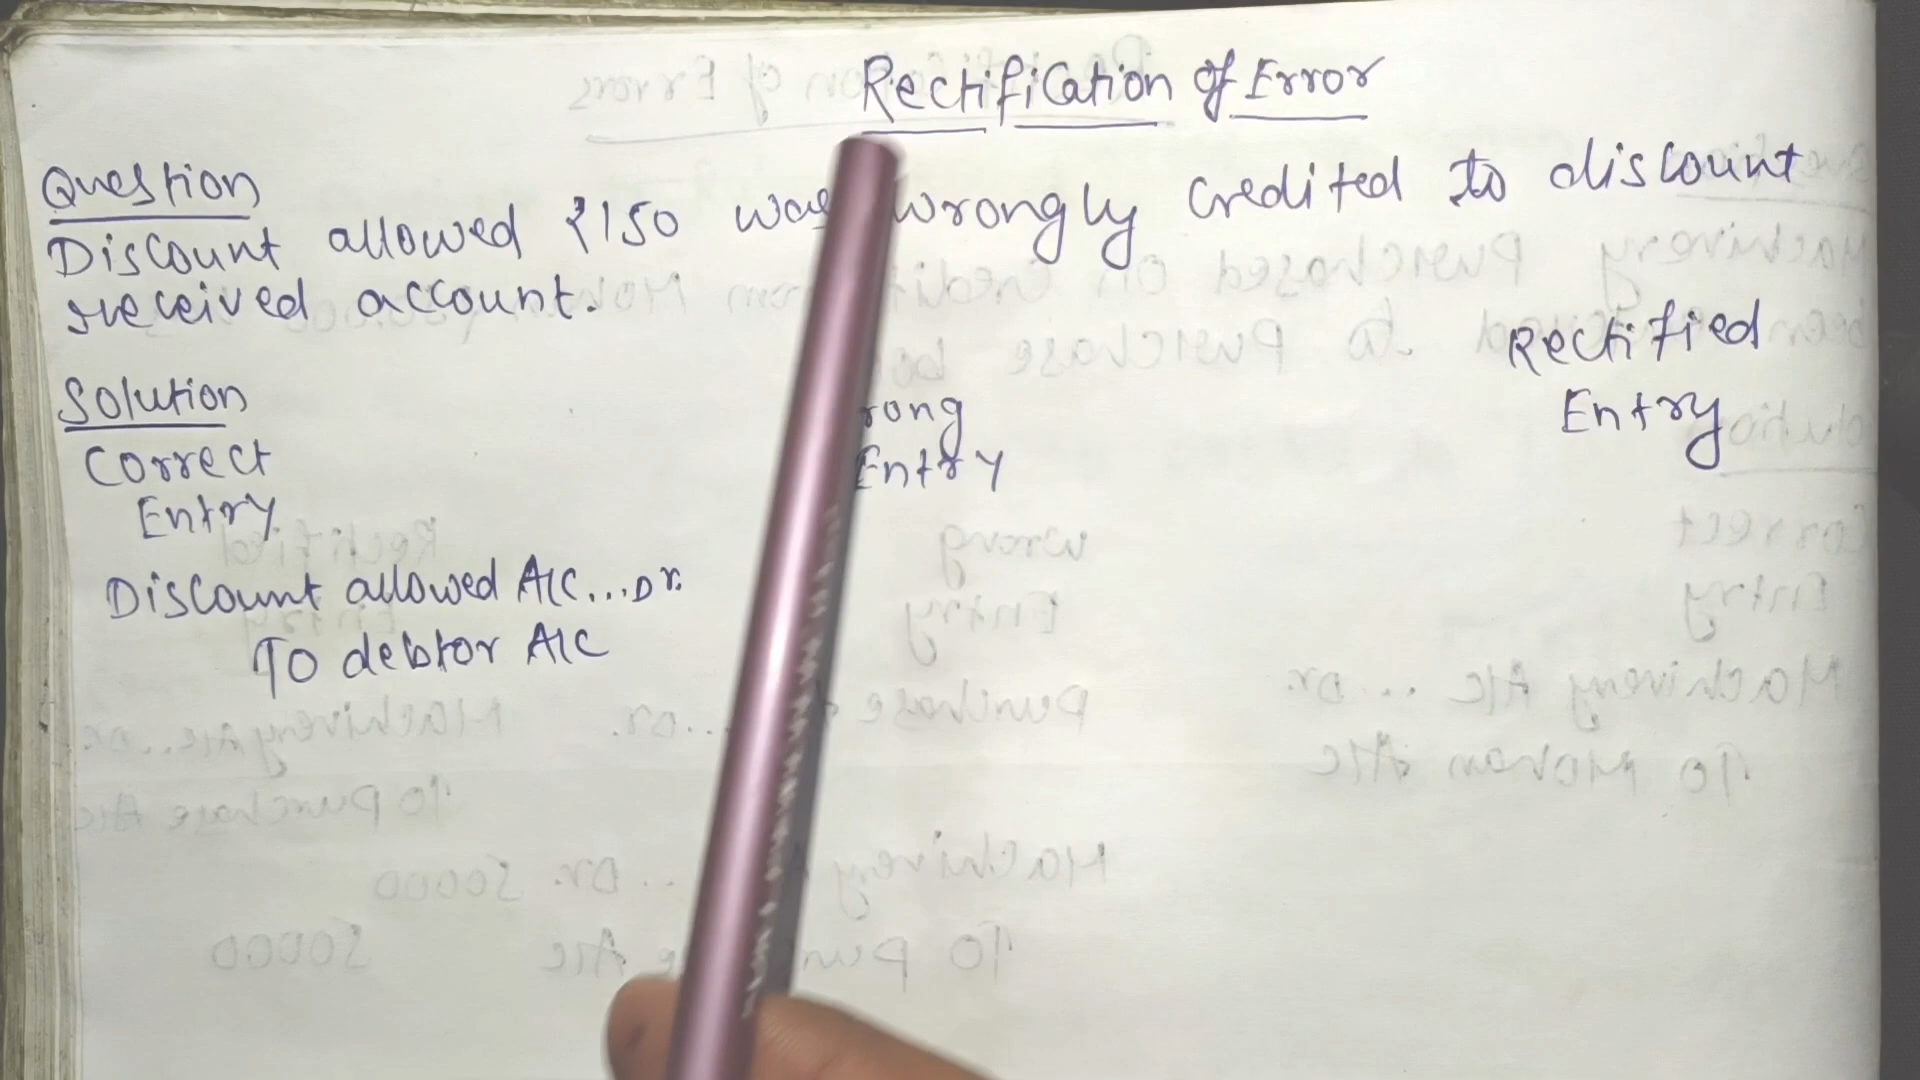 Rectification of Error
Question
Discount allowed ₹150 was wrongly credited to discount
received account.
Solution
Correct
Entry
rong
Entry
Rectified
Entry
Discount allowed A/C...Dr.
To debtor A/C